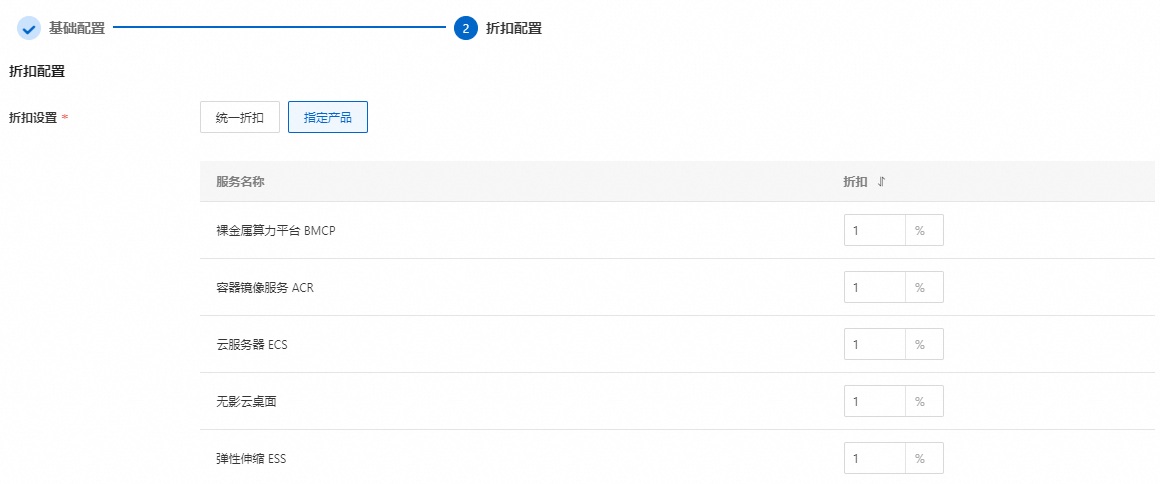 基础配置 2 折扣配置
折扣配置
折扣设置 * 统一折扣 指定产品
服务名称 折扣
裸金属算力平台 BMCP 1 %
容器镜像服务 ACR 1 %
云服务器 ECS 1 %
无影云桌面 1 %
弹性伸缩 ESS 1 %